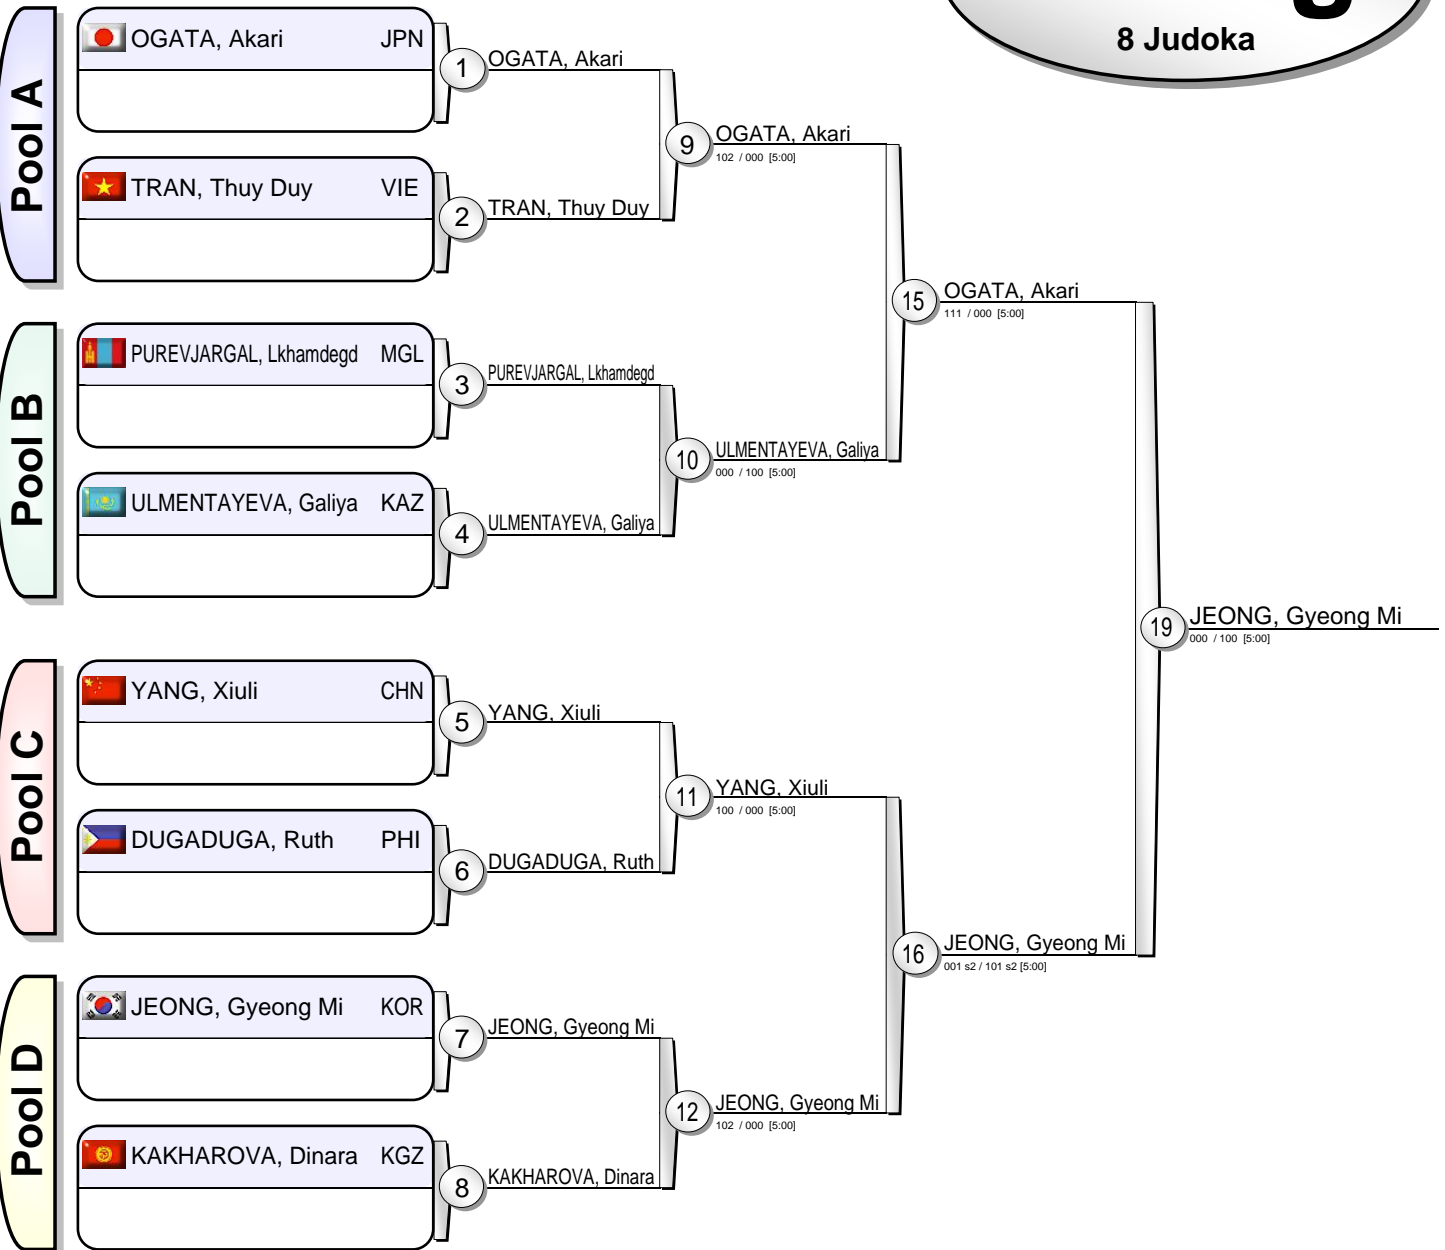 8 Judoka
Pool A
OGATA, Akari JPN
1
OGATA, Akari
TRAN, Thuy Duy VIE
2
TRAN, Thuy Duy
9
OGATA, Akari
102 / 000 [5:00]
Pool B
PUREVJARGAL, Lkhamdegd MGL
3
PUREVJARGAL, Lkhamdegd
ULMENTAYEVA, Galiya KAZ
4
ULMENTAYEVA, Galiya
10
ULMENTAYEVA, Galiya
000 / 100 [5:00]
15
OGATA, Akari
111 / 000 [5:00]
Pool C
YANG, Xiuli CHN
5
YANG, Xiuli
DUGADUGA, Ruth PHI
6
DUGADUGA, Ruth
11
YANG, Xiuli
100 / 000 [5:00]
Pool D
JEONG, Gyeong Mi KOR
7
JEONG, Gyeong Mi
KAKHAROVA, Dinara KGZ
8
KAKHAROVA, Dinara
12
JEONG, Gyeong Mi
102 / 000 [5:00]
16
JEONG, Gyeong Mi
001 s2 / 101 s2 [5:00]
19
JEONG, Gyeong Mi
000 / 100 [5:00]